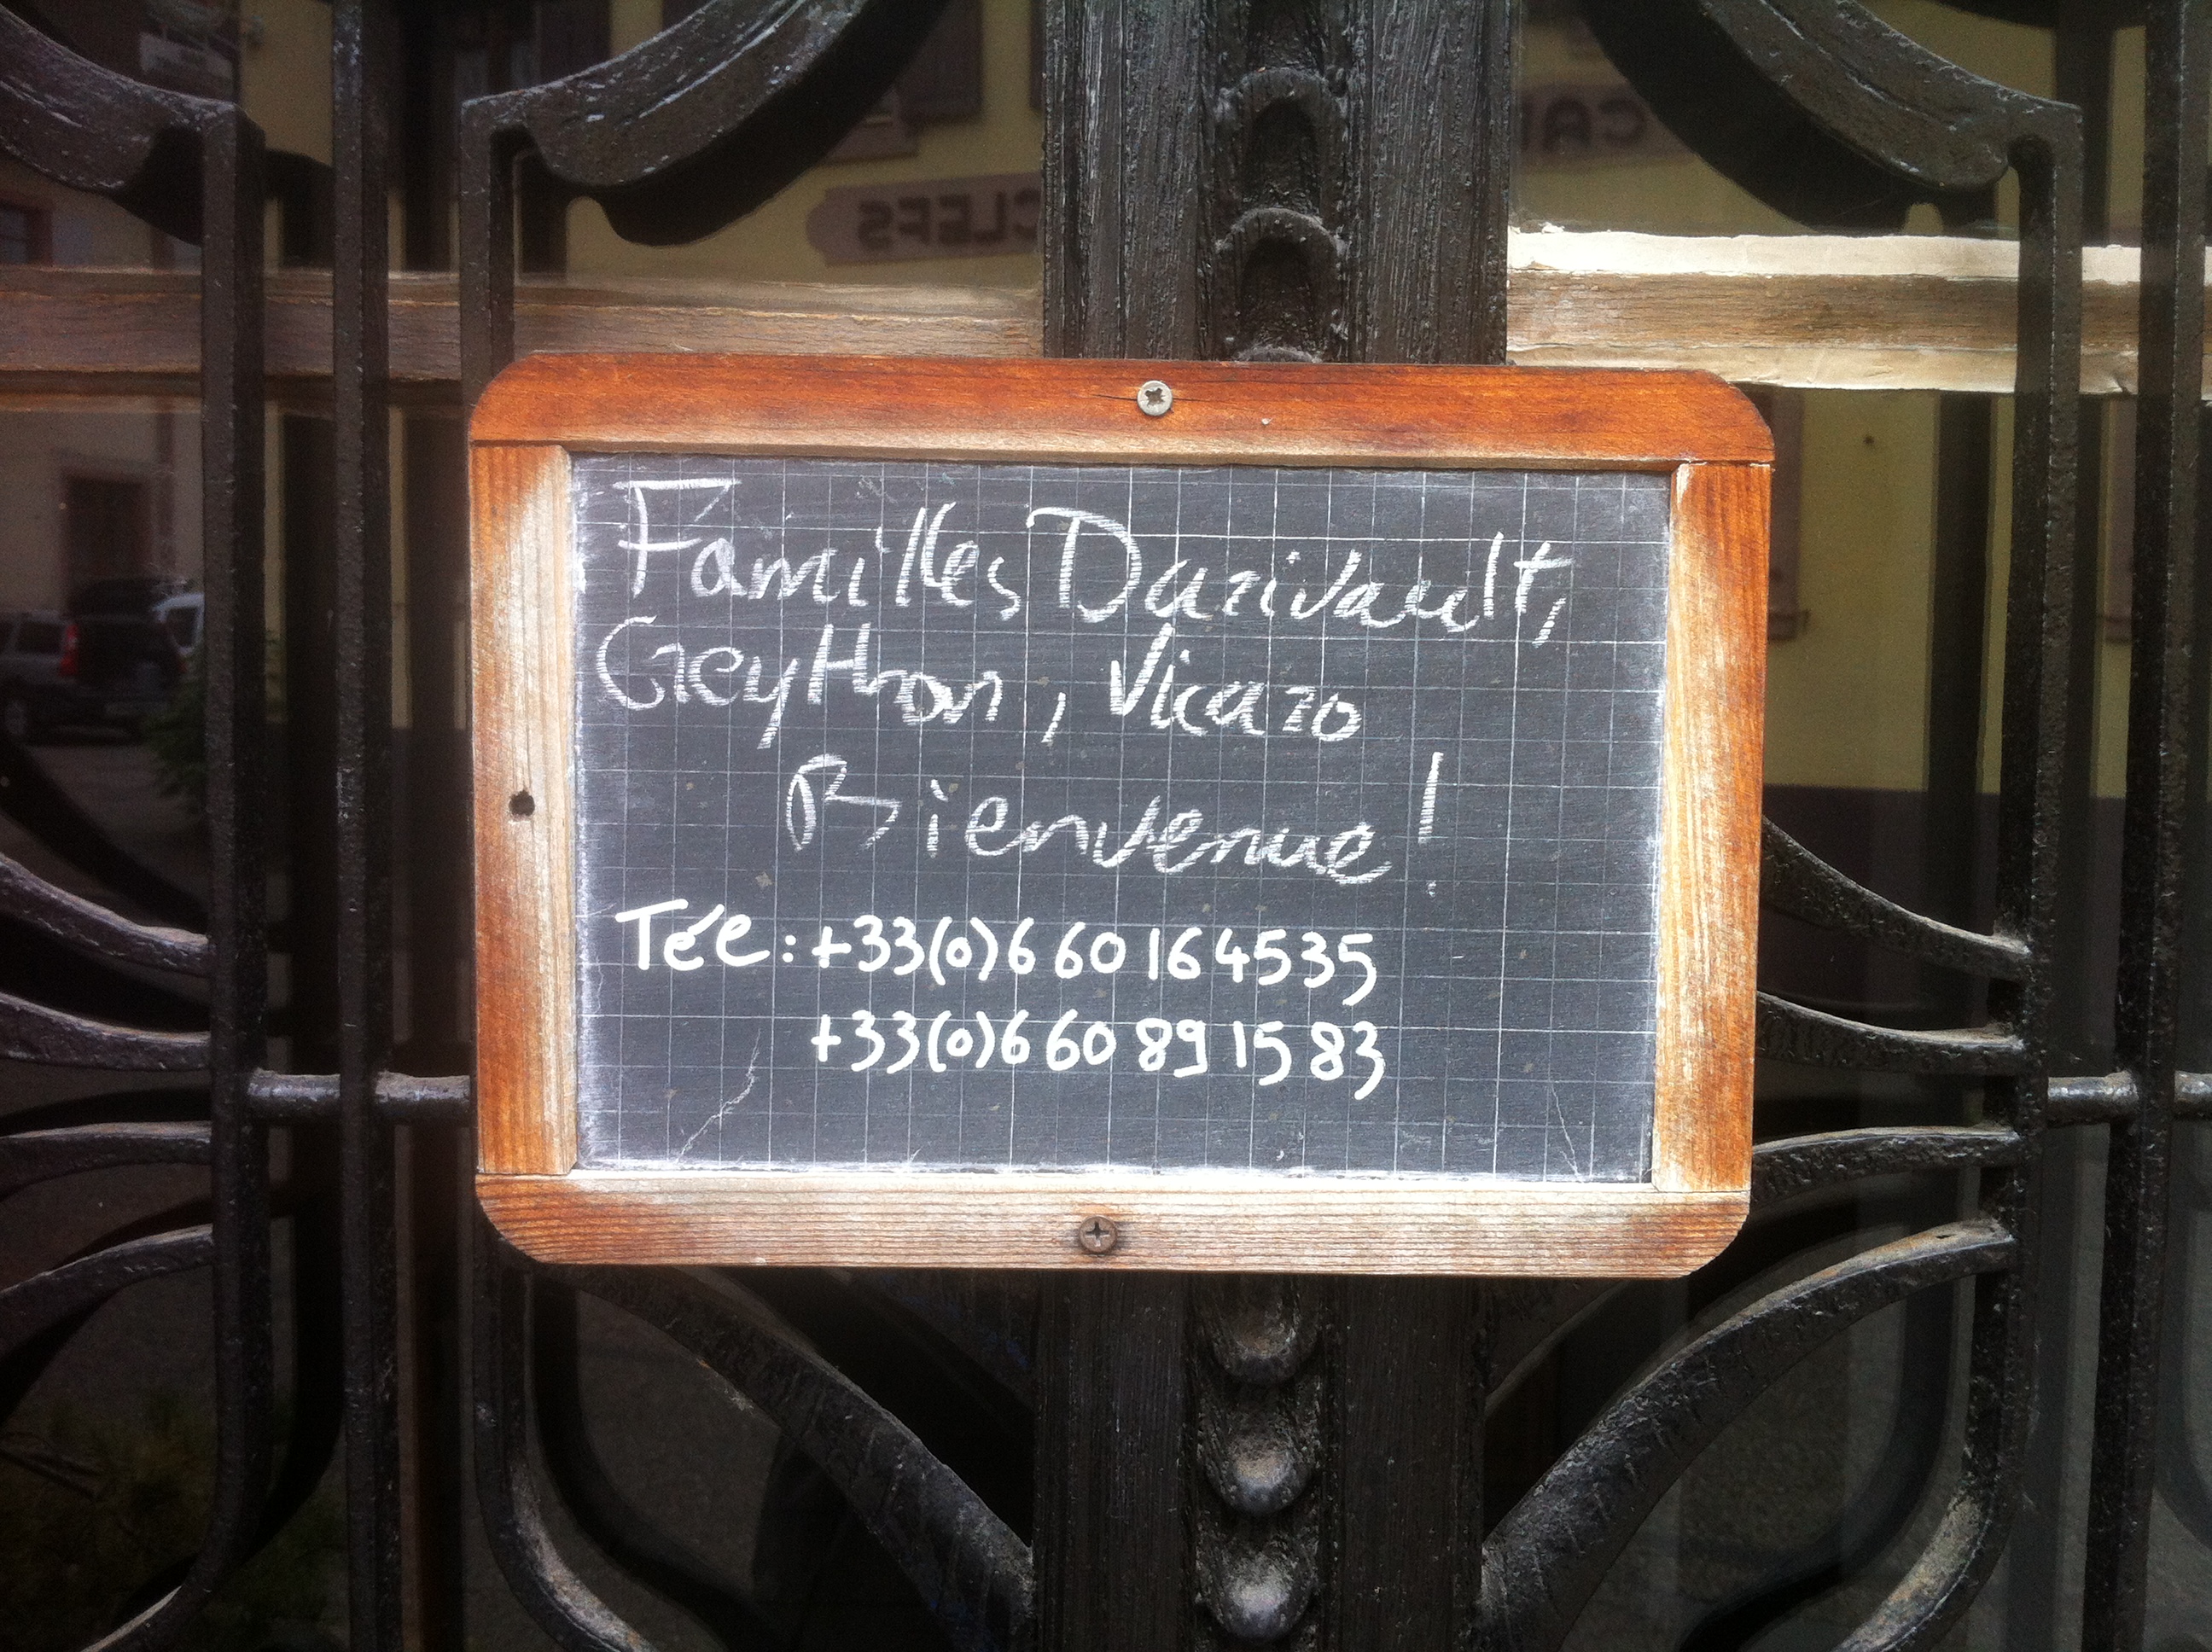 CLEFS
Familles Darivault,
Greython, Vicaro
Bienvenue !
Tél : +33(0)6 60 16 45 35
+33(0)6 60 89 15 83